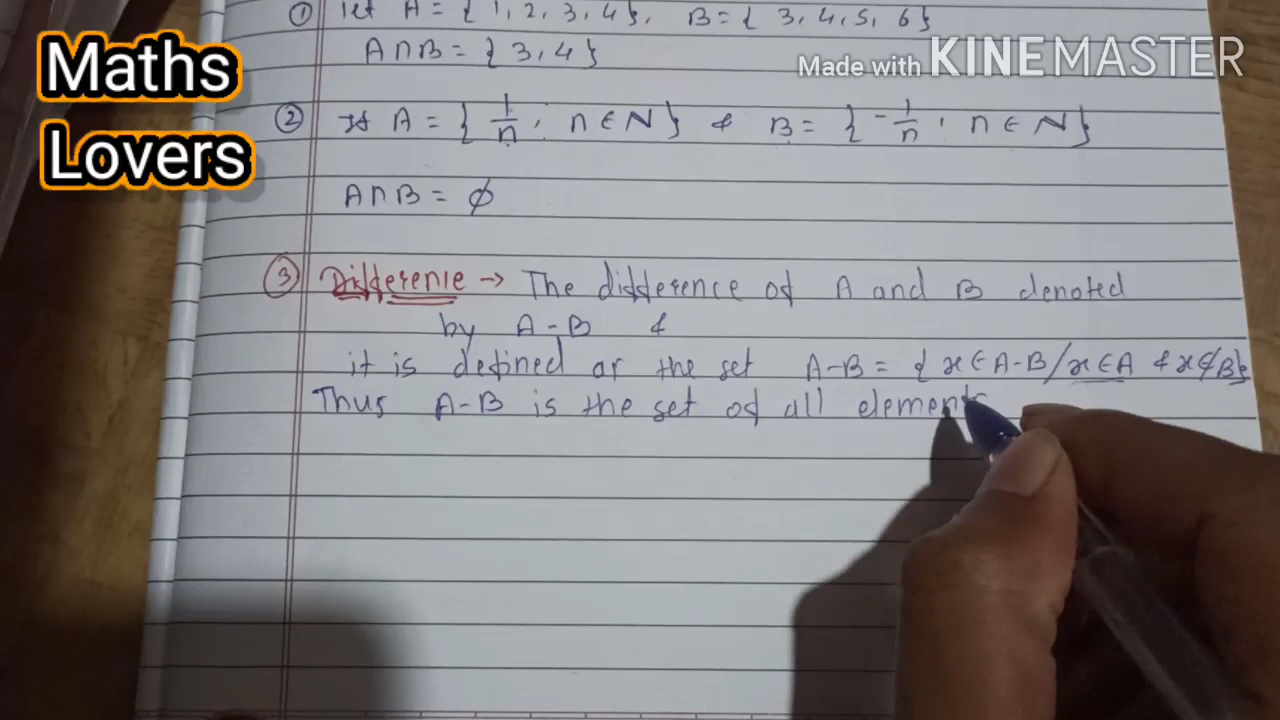 ① let A = { 1, 2, 3, 4 }, B = { 3, 4, 5, 6 }
A∩B = { 3, 4 }
Maths
Lovers
Made with KINEMASTER
② If A = { 1/n , n ∈ N } & B = { -1/n , n ∈ N }
A∩B = ϕ
③ Difference → The difference of A and B denoted
by A-B &
it is defined as the set A-B = { x ∈ A-B / x ∈ A & x ∉ B }
Thus A-B is the set of all elements